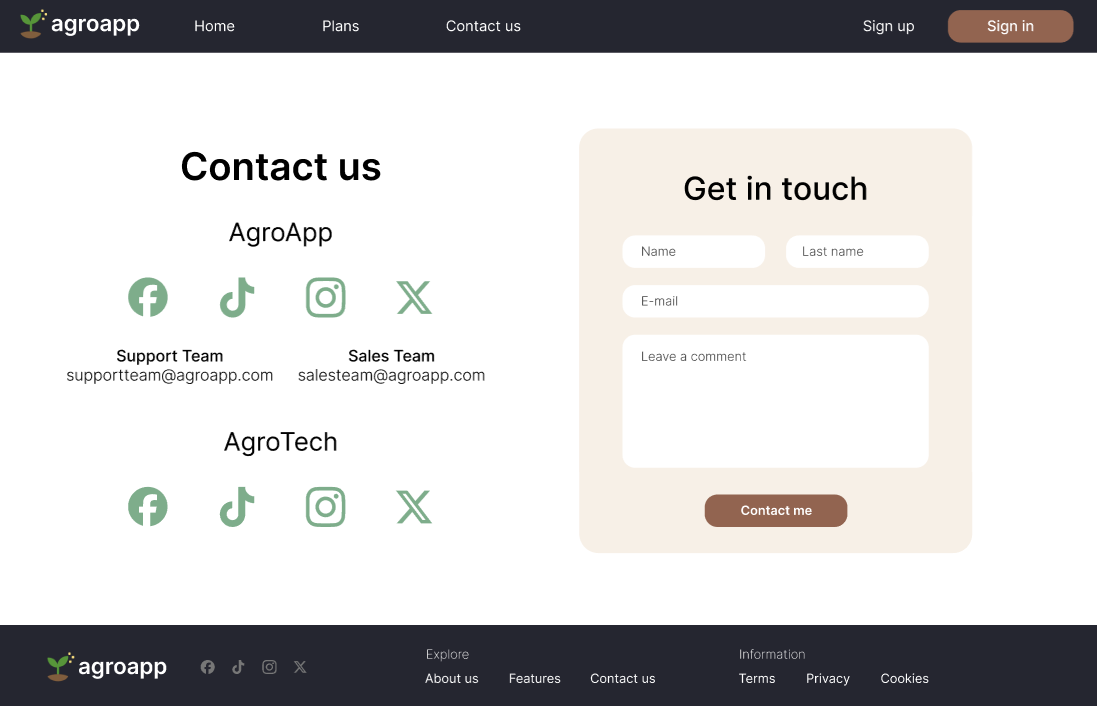 agroapp Home Plans Contact us Sign up Sign in
Contact us
AgroApp
Support Team Sales Team
supportteam@agroapp.com salesteam@agroapp.com
AgroTech
Get in touch
Name Last name
E-mail
Leave a comment
Contact me
agroapp
Explore
About us Features Contact us
Information
Terms Privacy Cookies